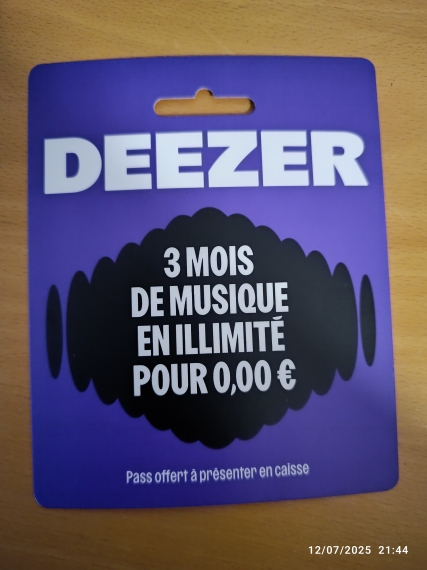 DEEZER
3 MOIS
DE MUSIQUE
EN ILLIMITÉ
POUR 0,00 €
Pass offert à présenter en caisse
12/07/2025 21:44